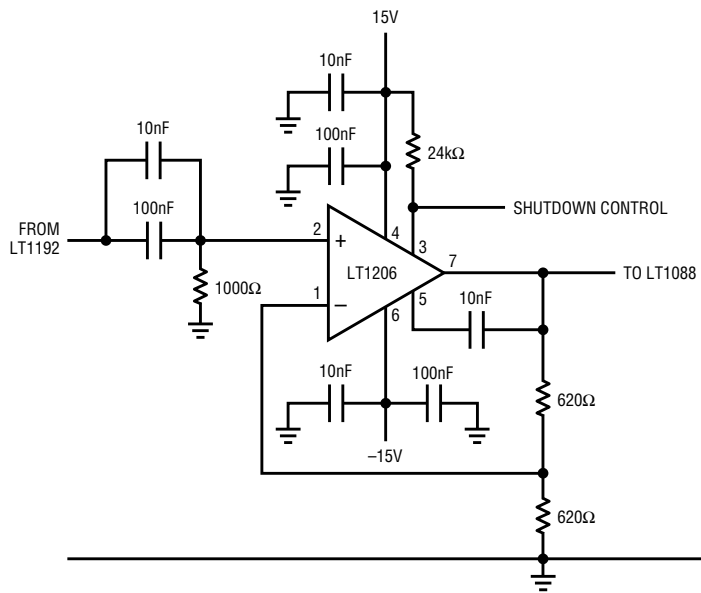 15V
10nF
10nF
100nF
24kΩ
100nF
SHUTDOWN CONTROL
FROM
LT1192
2
+
4
3
LT1206
7
TO LT1088
1000Ω
1
–
5
10nF
6
10nF
100nF
620Ω
–15V
620Ω